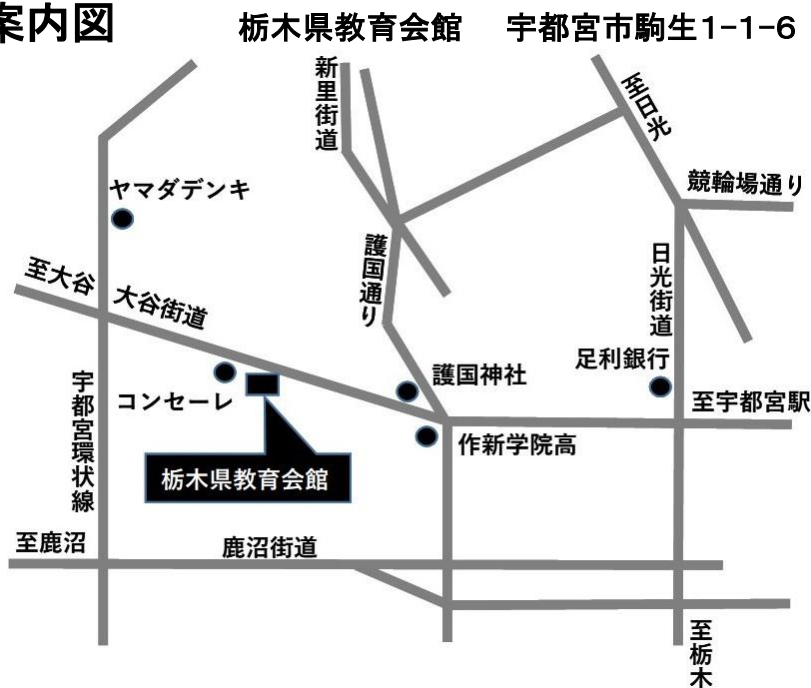 案内図 栃木県教育会館 宇都宮市駒生1-1-6
新里街道
至日光
競輪場通り
ヤマダデンキ
護国通り
日光街道
至大谷
大谷街道
足利銀行
護国神社
コンセーレ
宇都宮環状線
至宇都宮駅
作新学院高
栃木県教育会館
至鹿沼
鹿沼街道
至栃木